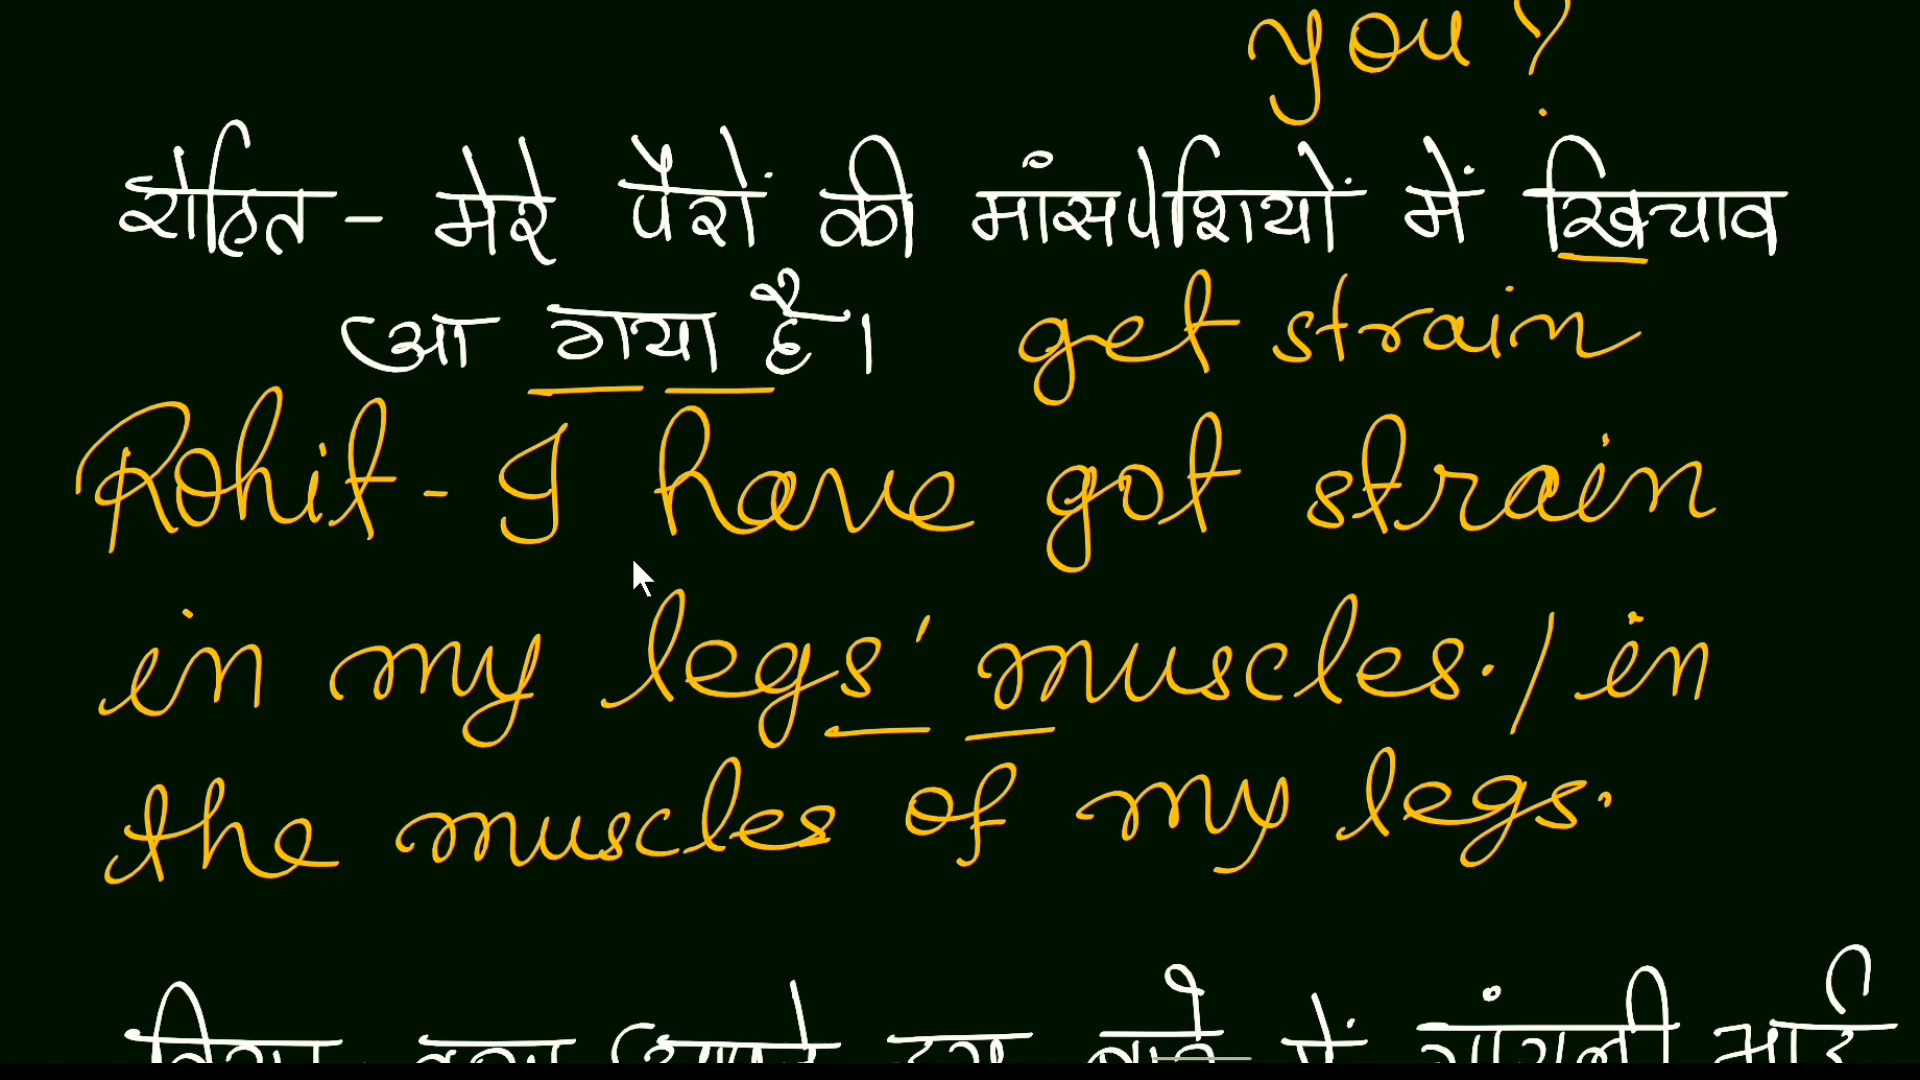 you?
रोहित - मेरे पैरों की मांसपेशियों में खिचाव
आ गया है। get strain
Rohit - I have got strain
in my legs' muscles. / in
the muscles of my legs.